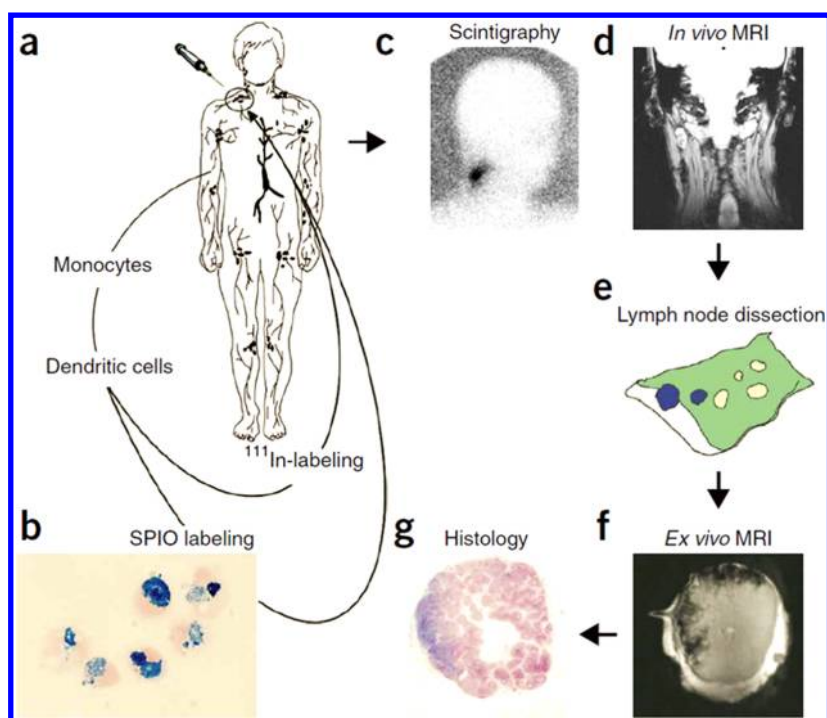 a
Monocytes
Dendritic cells
111In-labeling
b
SPIO labeling
c
Scintigraphy
d
In vivo MRI
e
Lymph node dissection
f
Ex vivo MRI
g
Histology